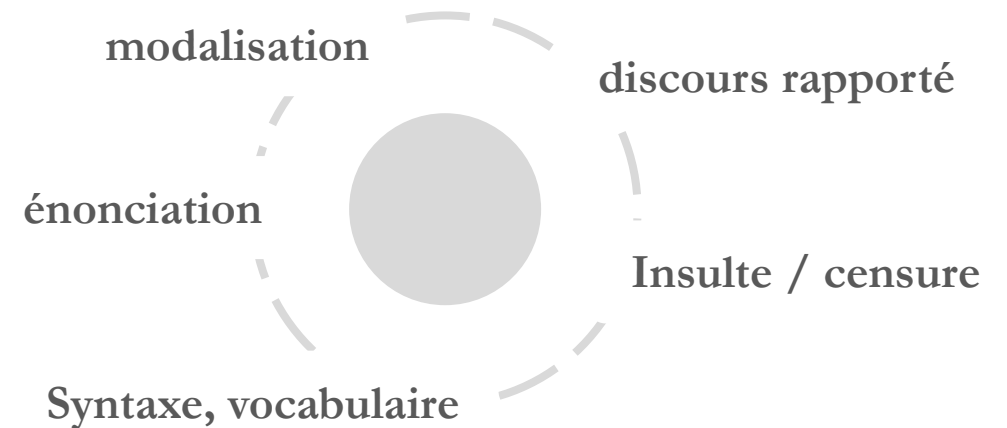 modalisation
discours rapporté
énonciation
Insulte / censure
Syntaxe, vocabulaire